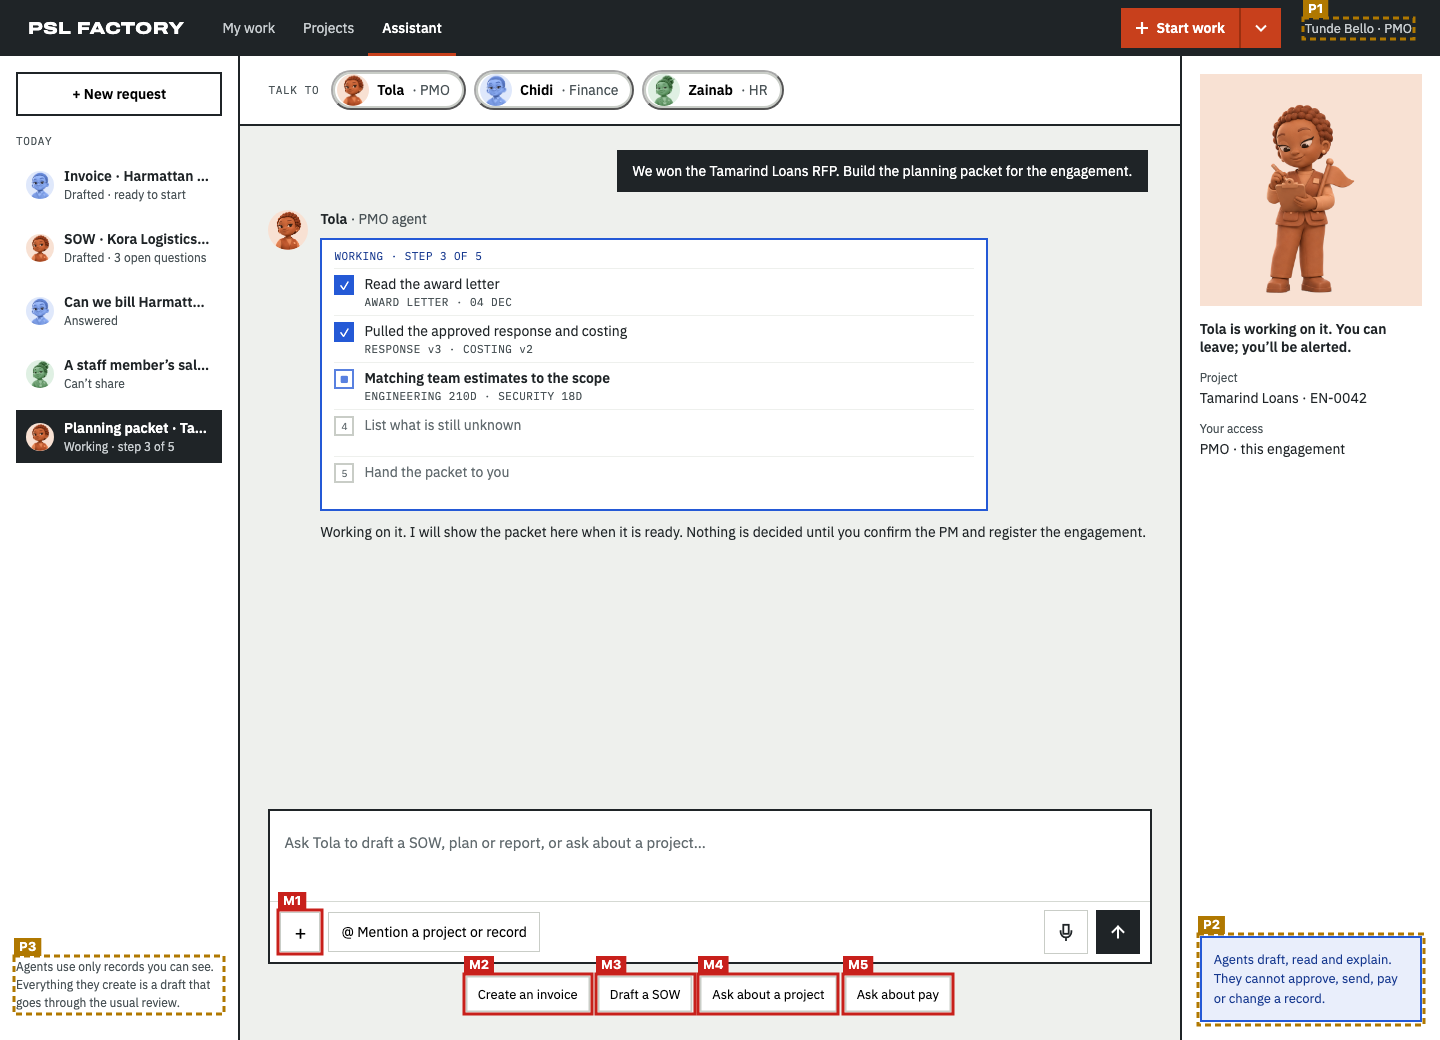 PSL FACTORY
My work
Projects
Assistant
+ Start work
P1
Tunde Bello · PMO
+ New request
TODAY
Invoice · Harmattan ...
Drafted · ready to start
SOW · Kora Logistics...
Drafted · 3 open questions
Can we bill Harmatt...
Answered
A staff member’s sal...
Can’t share
Planning packet · Ta...
Working · step 3 of 5
P3
Agents use only records you can see.
Everything they create is a draft that
goes through the usual review.
TALK TO
Tola · PMO
Chidi · Finance
Zainab · HR
We won the Tamarind Loans RFP. Build the planning packet for the engagement.
Tola · PMO agent
WORKING · STEP 3 OF 5
Read the award letter
AWARD LETTER · 04 DEC
Pulled the approved response and costing
RESPONSE v3 · COSTING v2
Matching team estimates to the scope
ENGINEERING 210D · SECURITY 18D
4 List what is still unknown
5 Hand the packet to you
Working on it. I will show the packet here when it is ready. Nothing is decided until you confirm the PM and register the engagement.
Ask Tola to draft a SOW, plan or report, or ask about a project...
M1
+
@ Mention a project or record
M2
Create an invoice
M3
Draft a SOW
M4
Ask about a project
M5
Ask about pay
Tola is working on it. You can
leave; you’ll be alerted.
Project
Tamarind Loans · EN-0042
Your access
PMO · this engagement
P2
Agents draft, read and explain.
They cannot approve, send, pay
or change a record.